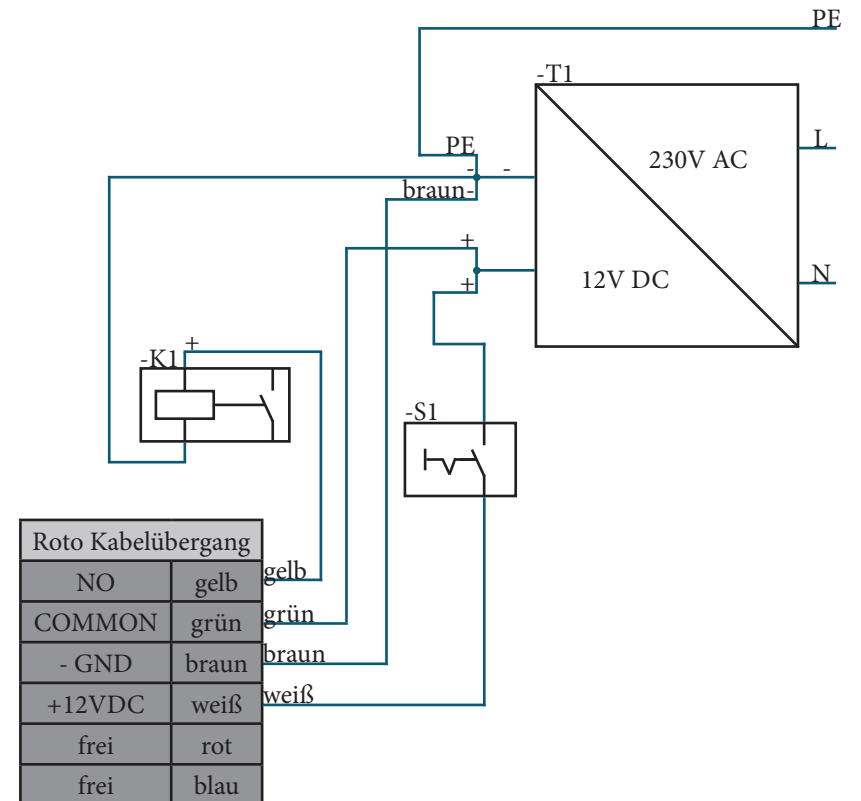 PE
-T1
L
230V AC
PE
-
-
braun-
+
N
12V DC
+
+
-K1
-S1
Roto Kabelübergang
NO gelb gelb
COMMON grün grün
- GND braun braun
+12VDC weiß weiß
frei rot
frei blau